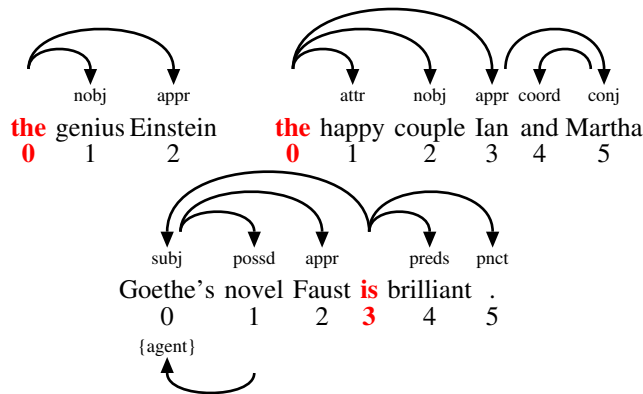 nobj appr attr nobj appr coord conj
the genius Einstein the happy couple Ian and Martha
0 1 2 0 1 2 3 4 5
subj possd appr preds pnct
Goethe's novel Faust is brilliant .
0 1 2 3 4 5
{agent}